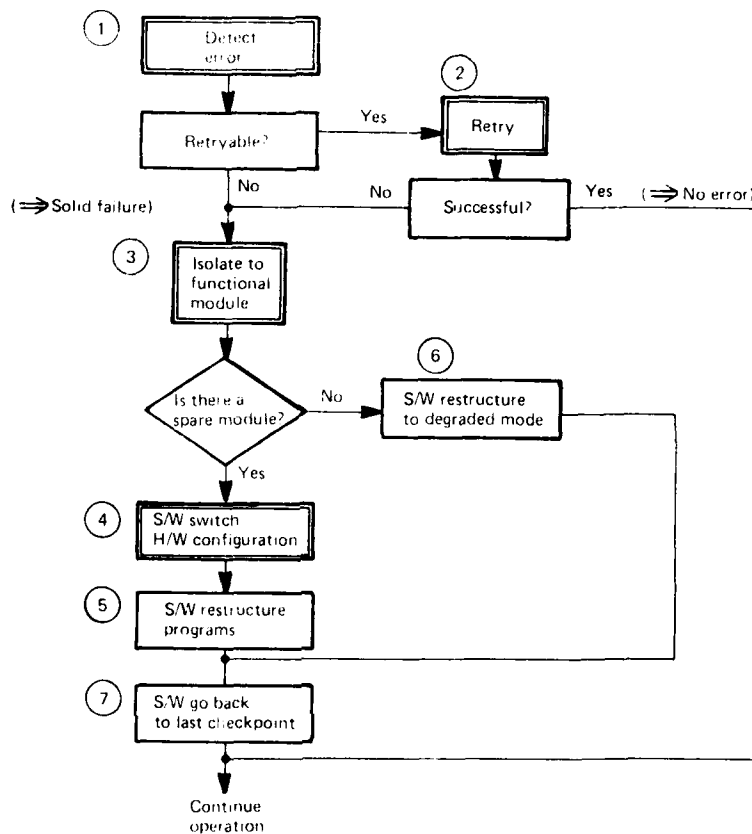 1
Detect
error
2
Yes
Retry
Retryable?
No
No
Yes
(⇒ No error)
(⇒ Solid failure)
Successful?
3
Isolate to
functional
module
6
Is there a
spare module?
No
S/W restructure
to degraded mode
Yes
4
S/W switch
H/W configuration
5
S/W restructure
programs
7
S/W go back
to last checkpoint
Continue
operation